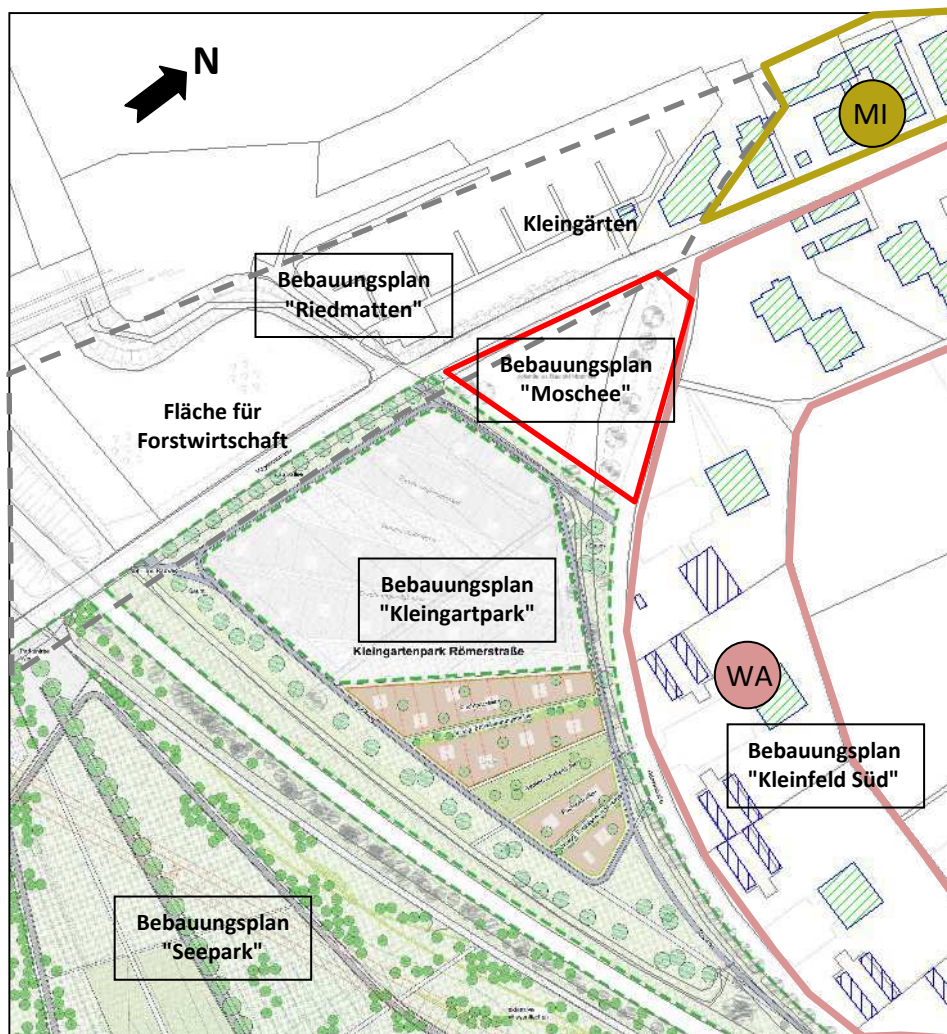 N
MI
Kleingärten
Bebauungsplan
"Riedmatten"
Bebauungsplan
"Moschee"
Fläche für
Forstwirtschaft
Bebauungsplan
"Kleingartpark"
Kleingartenpark Römerstraße
WA
Bebauungsplan
"Kleinfeld Süd"
Bebauungsplan
"Seepark"